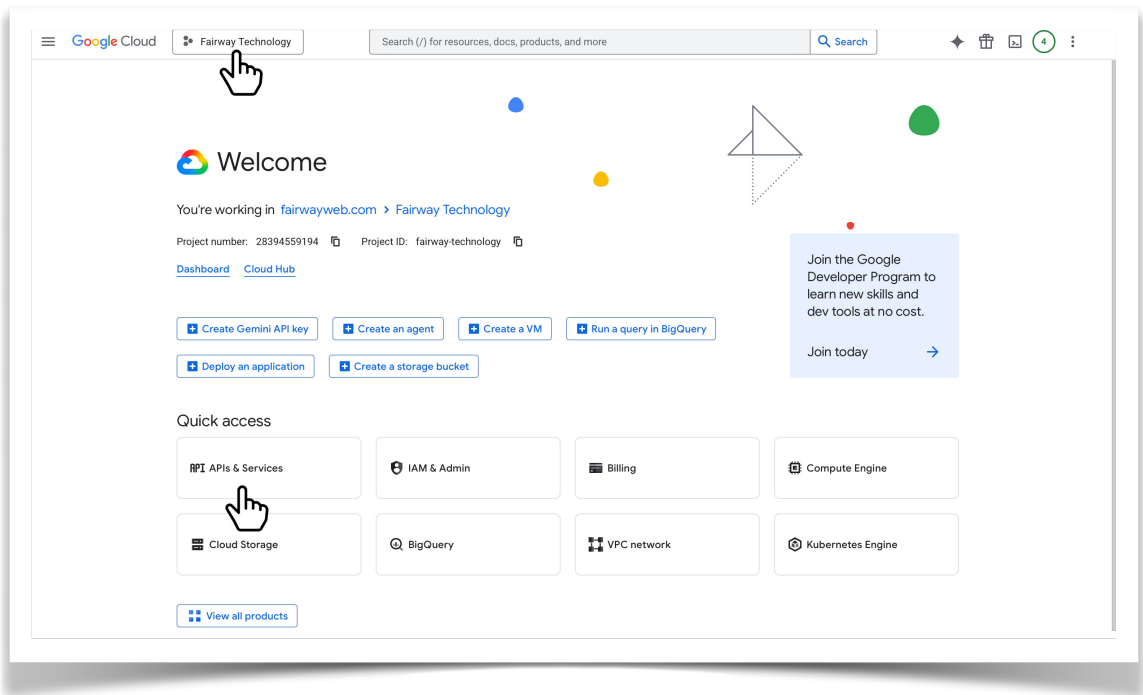 Google Cloud
Fairway Technology
Search (/) for resources, docs, products, and more
Search
4
Welcome
You're working in fairwayweb.com > Fairway Technology
Project number: 28394559194 Project ID: fairway-technology
Dashboard Cloud Hub
Join the Google
Developer Program to
learn new skills and
dev tools at no cost.
Join today
Create Gemini API key Create an agent Create a VM Run a query in BigQuery
Deploy an application Create a storage bucket
Quick access
API APIs & Services IAM & Admin Billing Compute Engine
Cloud Storage BigQuery VPC network Kubernetes Engine
View all products